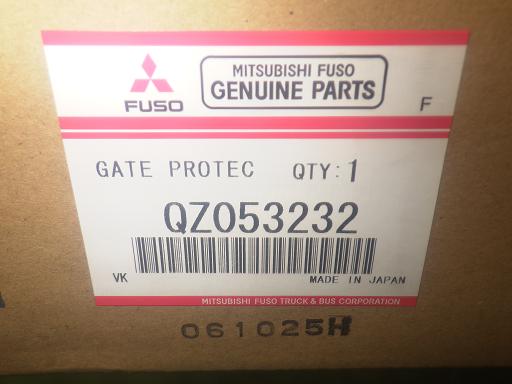 FUSO
MITSUBISHI FUSO
GENUINE PARTS
F
GATE PROTEC QTY:1
QZ053232
VK MADE IN JAPAN
MITSUBISHI FUSO TRUCK & BUS CORPORATION
061025H